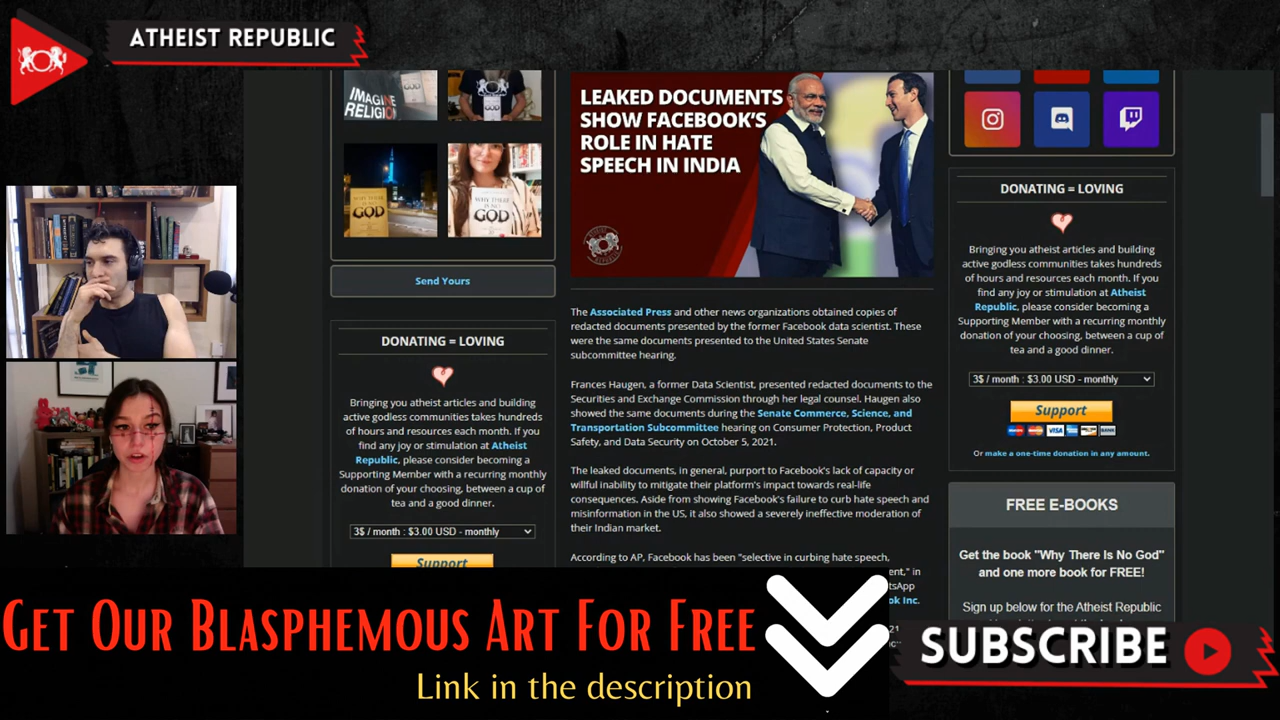 ATHEIST REPUBLIC
IMAGINE
RELIGION
WHY THERE
IS NO
GOD
WHY THERE
IS NO
GOD
Send Yours
DONATING = LOVING
Bringing you atheist articles and building
active godless communities takes hundreds
of hours and resources each month. If you
find any joy or stimulation at Atheist
Republic, please consider becoming a
Supporting Member with a recurring monthly
donation of your choosing, between a cup of
tea and a good dinner.
3$ / month : $3.00 USD - monthly
Support
LEAKED DOCUMENTS
SHOW FACEBOOK'S
ROLE IN HATE
SPEECH IN INDIA
The Associated Press and other news organizations obtained copies of
redacted documents presented by the former Facebook data scientist. These
were the same documents presented to the United States Senate
subcommittee hearing.
Frances Haugen, a former Data Scientist, presented redacted documents to the
Securities and Exchange Commission through her legal counsel. Haugen also
showed the same documents during the Senate Commerce, Science, and
Transportation Subcommittee hearing on Consumer Protection, Product
Safety, and Data Security on October 5, 2021.
The leaked documents, in general, purport to Facebook's lack of capacity or
willful inability to mitigate their platform's impact towards real-life
consequences. Aside from showing Facebook's failure to curb hate speech and
misinformation in the US, it also showed a severely ineffective moderation of
their Indian market.
According to AP, Facebook has been "selective in curbing hate speech,
ent," in
tsApp
ok Inc.
21
DONATING = LOVING
Bringing you atheist articles and building
active godless communities takes hundreds
of hours and resources each month. If you
find any joy or stimulation at Atheist
Republic, please consider becoming a
Supporting Member with a recurring monthly
donation of your choosing, between a cup of
tea and a good dinner.
3$ / month : $3.00 USD - monthly
Support
VISA
BANK
Or make a one-time donation in any amount.
FREE E-BOOKS
Get the book "Why There Is No God"
and one more book for FREE!
Sign up below for the Atheist Republic
GET OUR BLASPHEMOUS ART FOR FREE
Link in the description
SUBSCRIBE